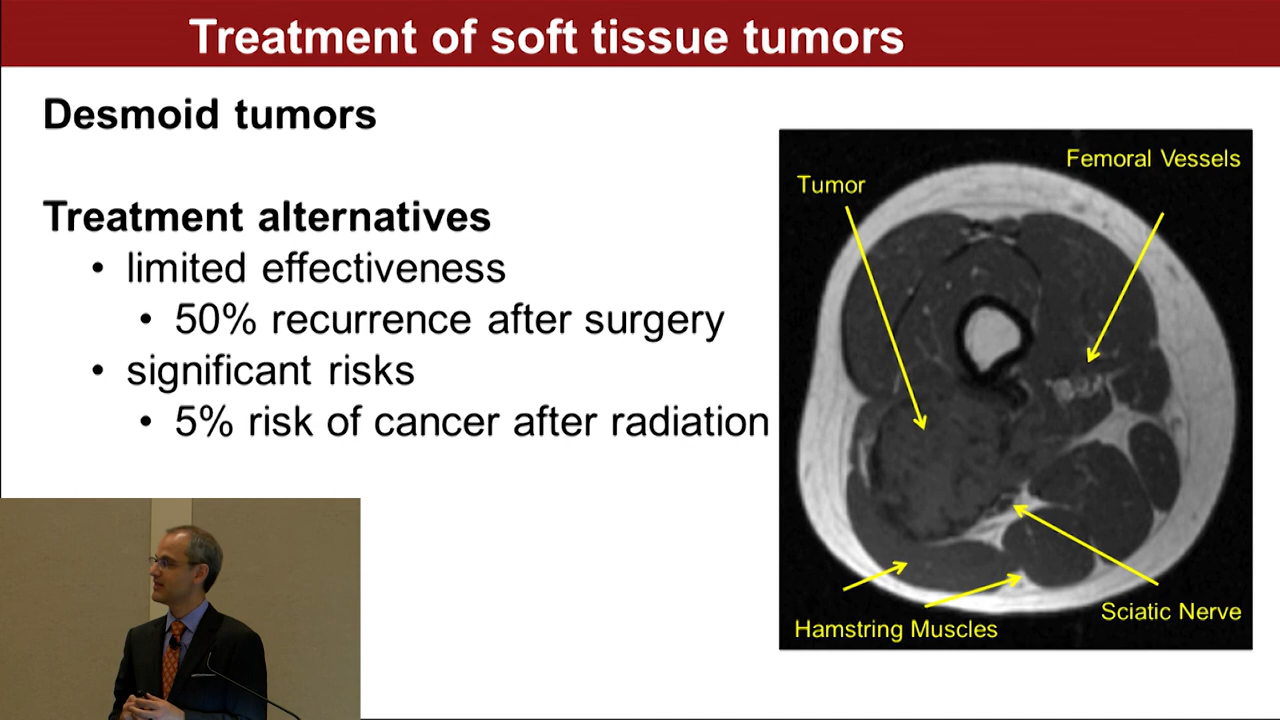 Treatment of soft tissue tumors
Desmoid tumors
Treatment alternatives
• limited effectiveness
• 50% recurrence after surgery
• significant risks
• 5% risk of cancer after radiation
Femoral Vessels
Tumor
Sciatic Nerve
Hamstring Muscles